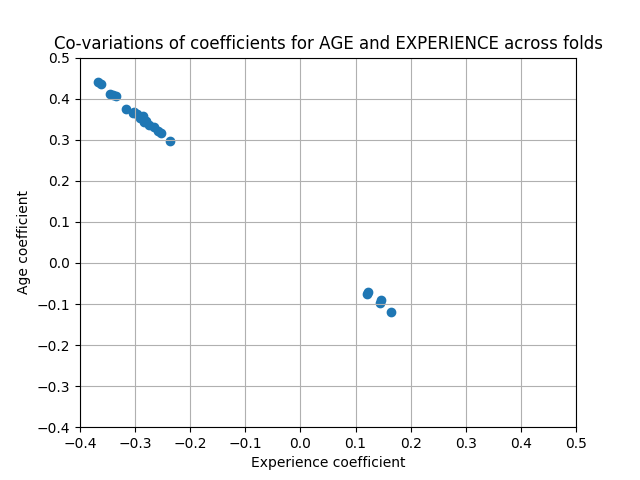 Co-variations of coefficients for AGE and EXPERIENCE across folds
0.5
0.4
0.3
0.2
0.1
0.0
−0.1
−0.2
−0.3
−0.4
Age coefficient
−0.4 −0.3 −0.2 −0.1 0.0 0.1 0.2 0.3 0.4 0.5
Experience coefficient